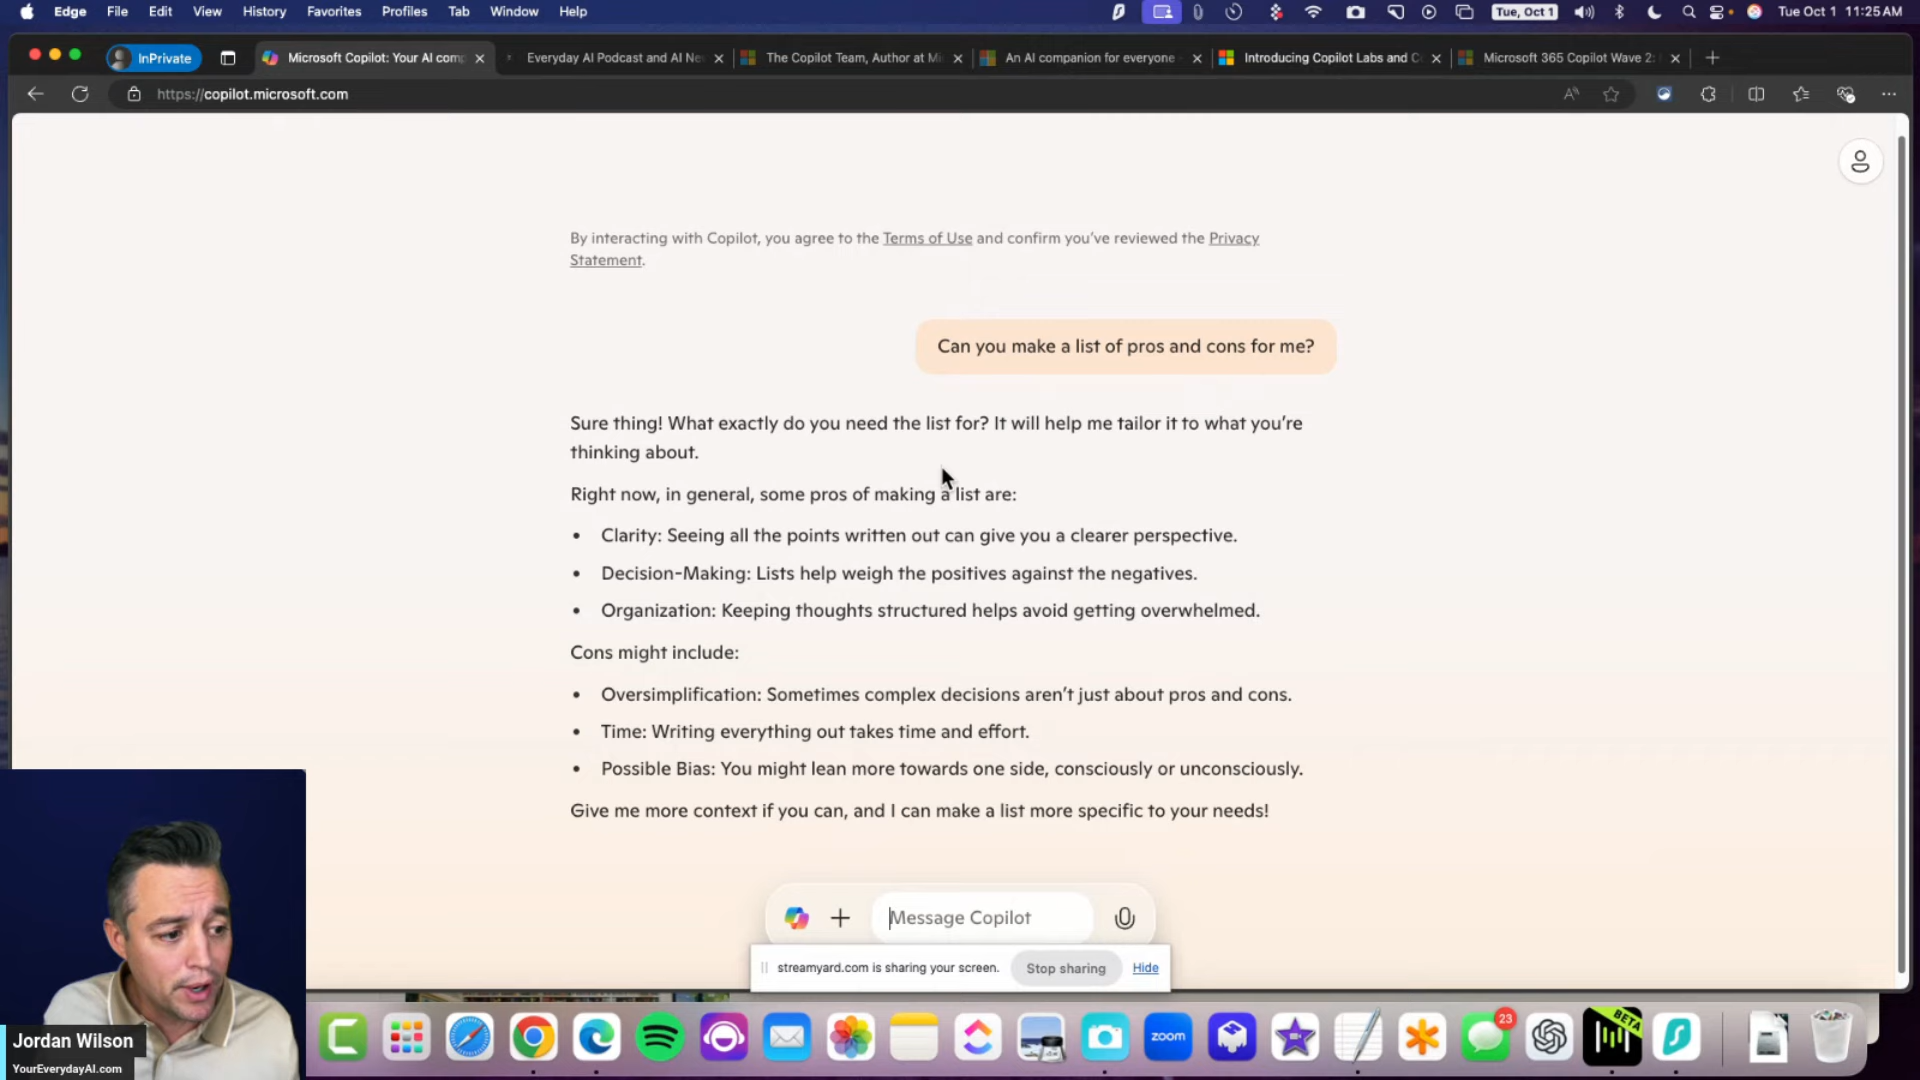 Edge File Edit View History Favorites Profiles Tab Window Help Tue, Oct 1 Tue Oct 1 11:25 AM
InPrivate Microsoft Copilot: Your AI comp Everyday AI Podcast and AI Ne The Copilot Team, Author at Mi An AI companion for everyone - Introducing Copilot Labs and C Microsoft 365 Copilot Wave 2:
https://copilot.microsoft.com
By interacting with Copilot, you agree to the Terms of Use and confirm you've reviewed the Privacy
Statement.
Can you make a list of pros and cons for me?
Sure thing! What exactly do you need the list for? It will help me tailor it to what you're
thinking about.
Right now, in general, some pros of making a list are:
• Clarity: Seeing all the points written out can give you a clearer perspective.
• Decision-Making: Lists help weigh the positives against the negatives.
• Organization: Keeping thoughts structured helps avoid getting overwhelmed.
Cons might include:
• Oversimplification: Sometimes complex decisions aren't just about pros and cons.
• Time: Writing everything out takes time and effort.
• Possible Bias: You might lean more towards one side, consciously or unconsciously.
Give me more context if you can, and I can make a list more specific to your needs!
Message Copilot
streamyard.com is sharing your screen. Stop sharing Hide
zoom 23 BETA
Jordan Wilson
YourEverydayAI.com